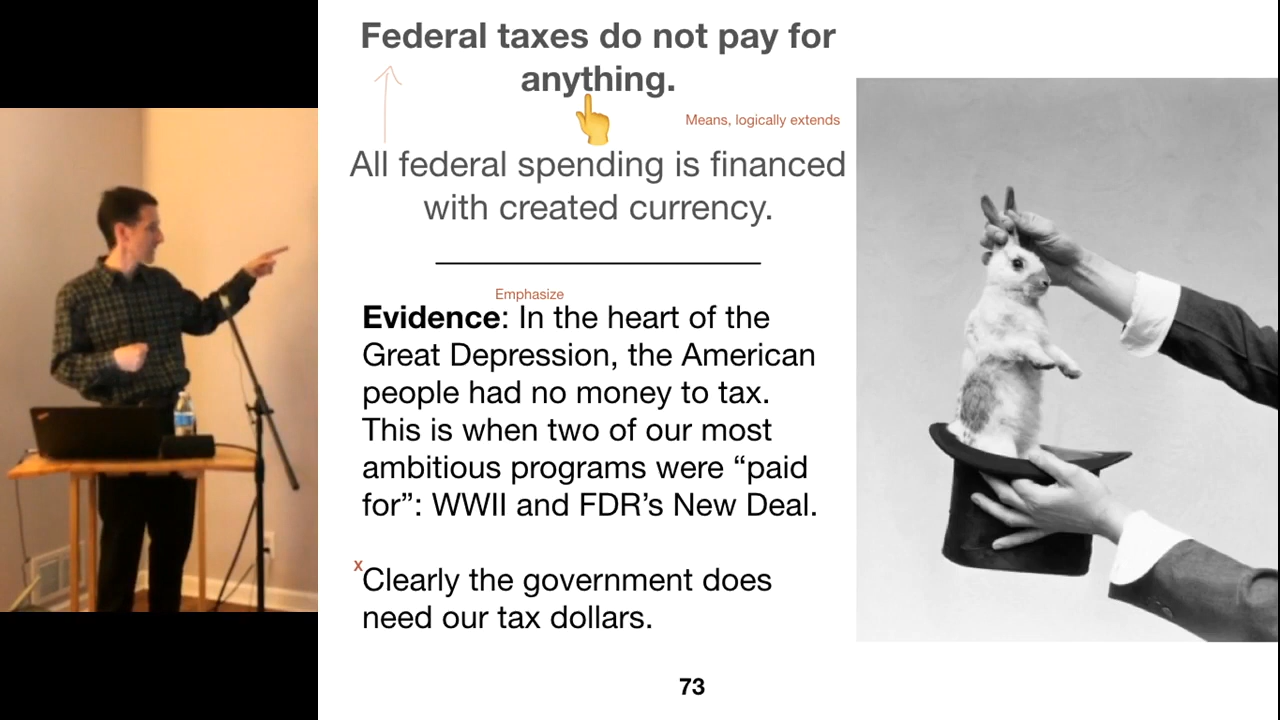 Federal taxes do not pay for
anything.
Means, logically extends
All federal spending is financed
with created currency.
Emphasize
Evidence: In the heart of the
Great Depression, the American
people had no money to tax.
This is when two of our most
ambitious programs were “paid
for”: WWII and FDR’s New Deal.
x
Clearly the government does
need our tax dollars.
73